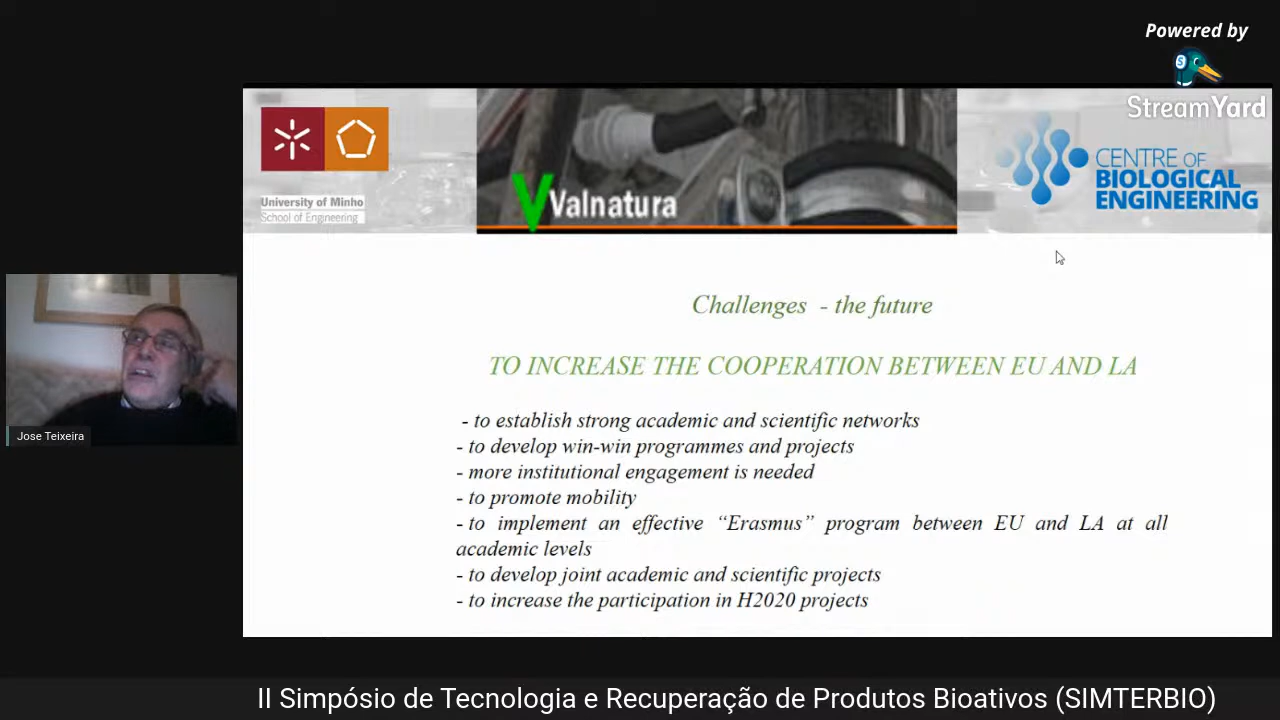 Powered by
StreamYard
University of Minho
School of Engineering
Valnatura
CENTRE OF
BIOLOGICAL
ENGINEERING
Challenges - the future
TO INCREASE THE COOPERATION BETWEEN EU AND LA
- to establish strong academic and scientific networks
- to develop win-win programmes and projects
- more institutional engagement is needed
- to promote mobility
- to implement an effective “Erasmus” program between EU and LA at all
academic levels
- to develop joint academic and scientific projects
- to increase the participation in H2020 projects
Jose Teixeira
II Simpósio de Tecnologia e Recuperação de Produtos Bioativos (SIMTERBIO)